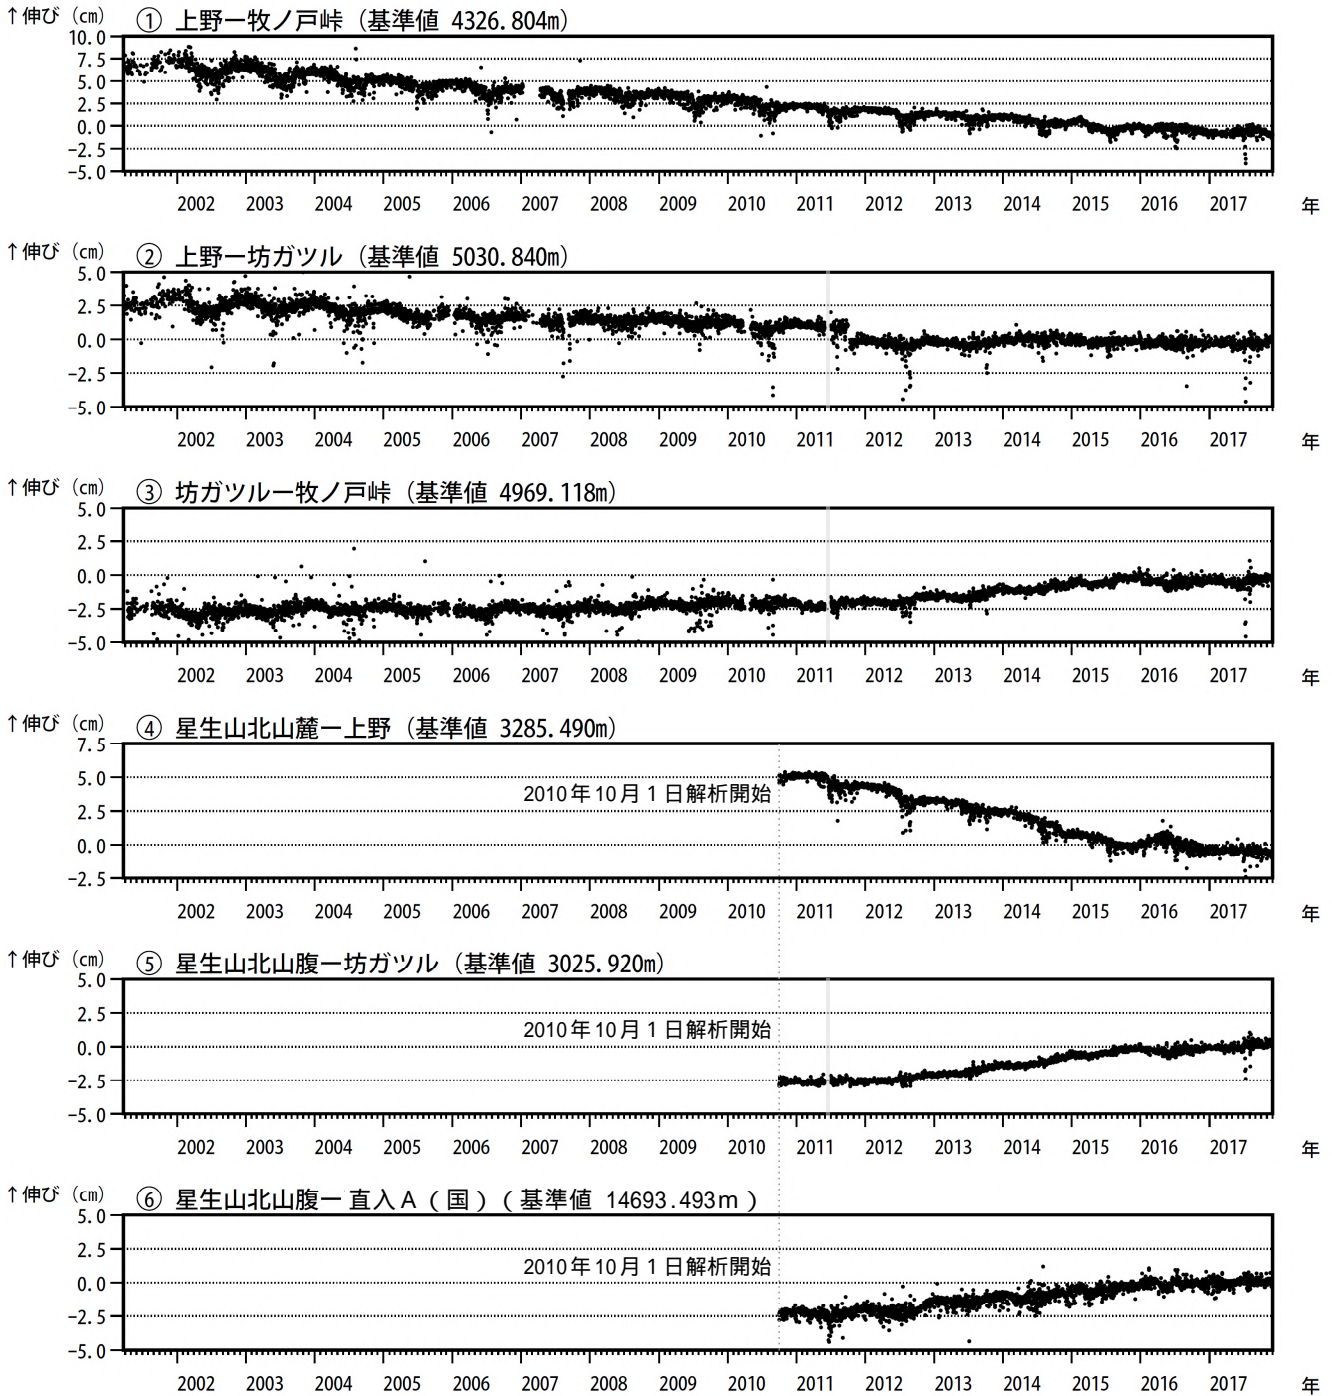 ↑伸び（cm） ① 上野ー牧ノ戸峠（基準値 4326.804m）
10.0
7.5
5.0
2.5
0.0
−2.5
−5.0
2002 2003 2004 2005 2006 2007 2008 2009 2010 2011 2012 2013 2014 2015 2016 2017 年
↑伸び（cm） ② 上野ー坊ガツル（基準値 5030.840m）
5.0
2.5
0.0
−2.5
−5.0
2002 2003 2004 2005 2006 2007 2008 2009 2010 2011 2012 2013 2014 2015 2016 2017 年
↑伸び（cm） ③ 坊ガツルー牧ノ戸峠（基準値 4969.118m）
5.0
2.5
0.0
−2.5
−5.0
2002 2003 2004 2005 2006 2007 2008 2009 2010 2011 2012 2013 2014 2015 2016 2017 年
↑伸び（cm） ④ 星生山北山麓ー上野（基準値 3285.490m）
7.5
5.0
2010年10月1日解析開始
2.5
0.0
−2.5
2002 2003 2004 2005 2006 2007 2008 2009 2010 2011 2012 2013 2014 2015 2016 2017 年
↑伸び（cm） ⑤ 星生山北山腹ー坊ガツル（基準値 3025.920m）
5.0
2.5
2010年10月1日解析開始
0.0
−2.5
−5.0
2002 2003 2004 2005 2006 2007 2008 2009 2010 2011 2012 2013 2014 2015 2016 2017 年
↑伸び（cm） ⑥ 星生山北山腹ー直入Ａ（国）（基準値 14693.493m）
5.0
2.5
2010年10月1日解析開始
0.0
−2.5
−5.0
2002 2003 2004 2005 2006 2007 2008 2009 2010 2011 2012 2013 2014 2015 2016 2017 年